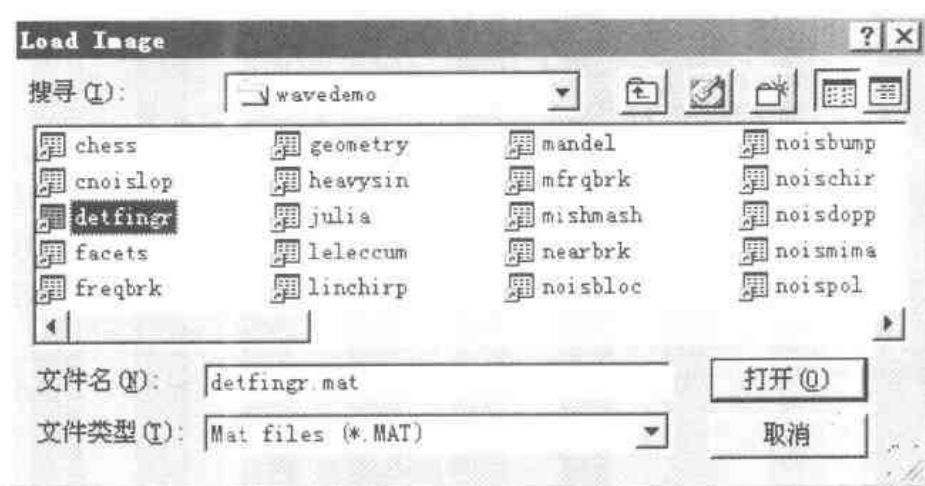 Load Image
搜寻(I): wavedemo
chess geometry mandel noisbump
cnoislop heavysin mfrqbrk noischir
detfingr julia mishmash noisdopp
facets leleccum nearbrk noismima
freqbrk linchirp noisbloc noispol
文件名(N): detfingr.mat 打开(O)
文件类型(T): Mat files (*.MAT) 取消